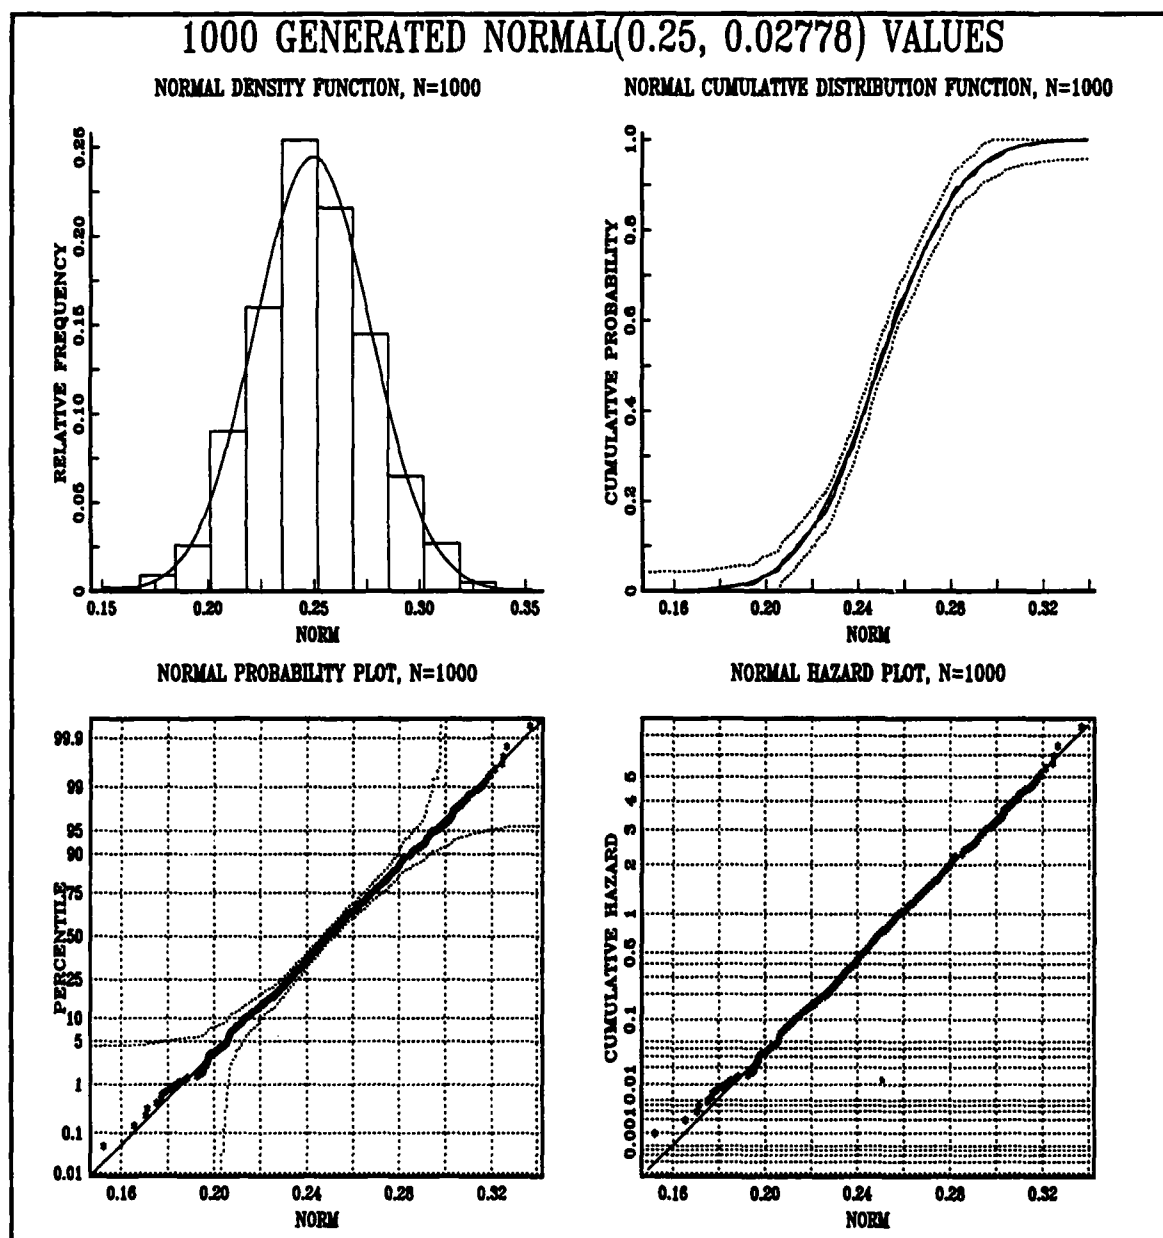 1000 GENERATED NORMAL(0.25, 0.02778) VALUES
NORMAL DENSITY FUNCTION, N=1000
RELATIVE FREQUENCY
0.25
0.20
0.15
0.10
0.05
0
0.15 0.20 0.25 0.30 0.35
NORM
NORMAL CUMULATIVE DISTRIBUTION FUNCTION, N=1000
CUMULATIVE PROBABILITY
1.0
0.8
0.6
0.4
0.2
0
0.16 0.20 0.24 0.28 0.32
NORM
NORMAL PROBABILITY PLOT, N=1000
PERCENTILE
99.9
99
95
90
75
50
25
10
5
1
0.1
0.01
0.16 0.20 0.24 0.28 0.32
NORM
NORMAL HAZARD PLOT, N=1000
CUMULATIVE HAZARD
5
4
3
2
1
0.5
0.1
0.01
0.001
0.16 0.20 0.24 0.28 0.32
NORM